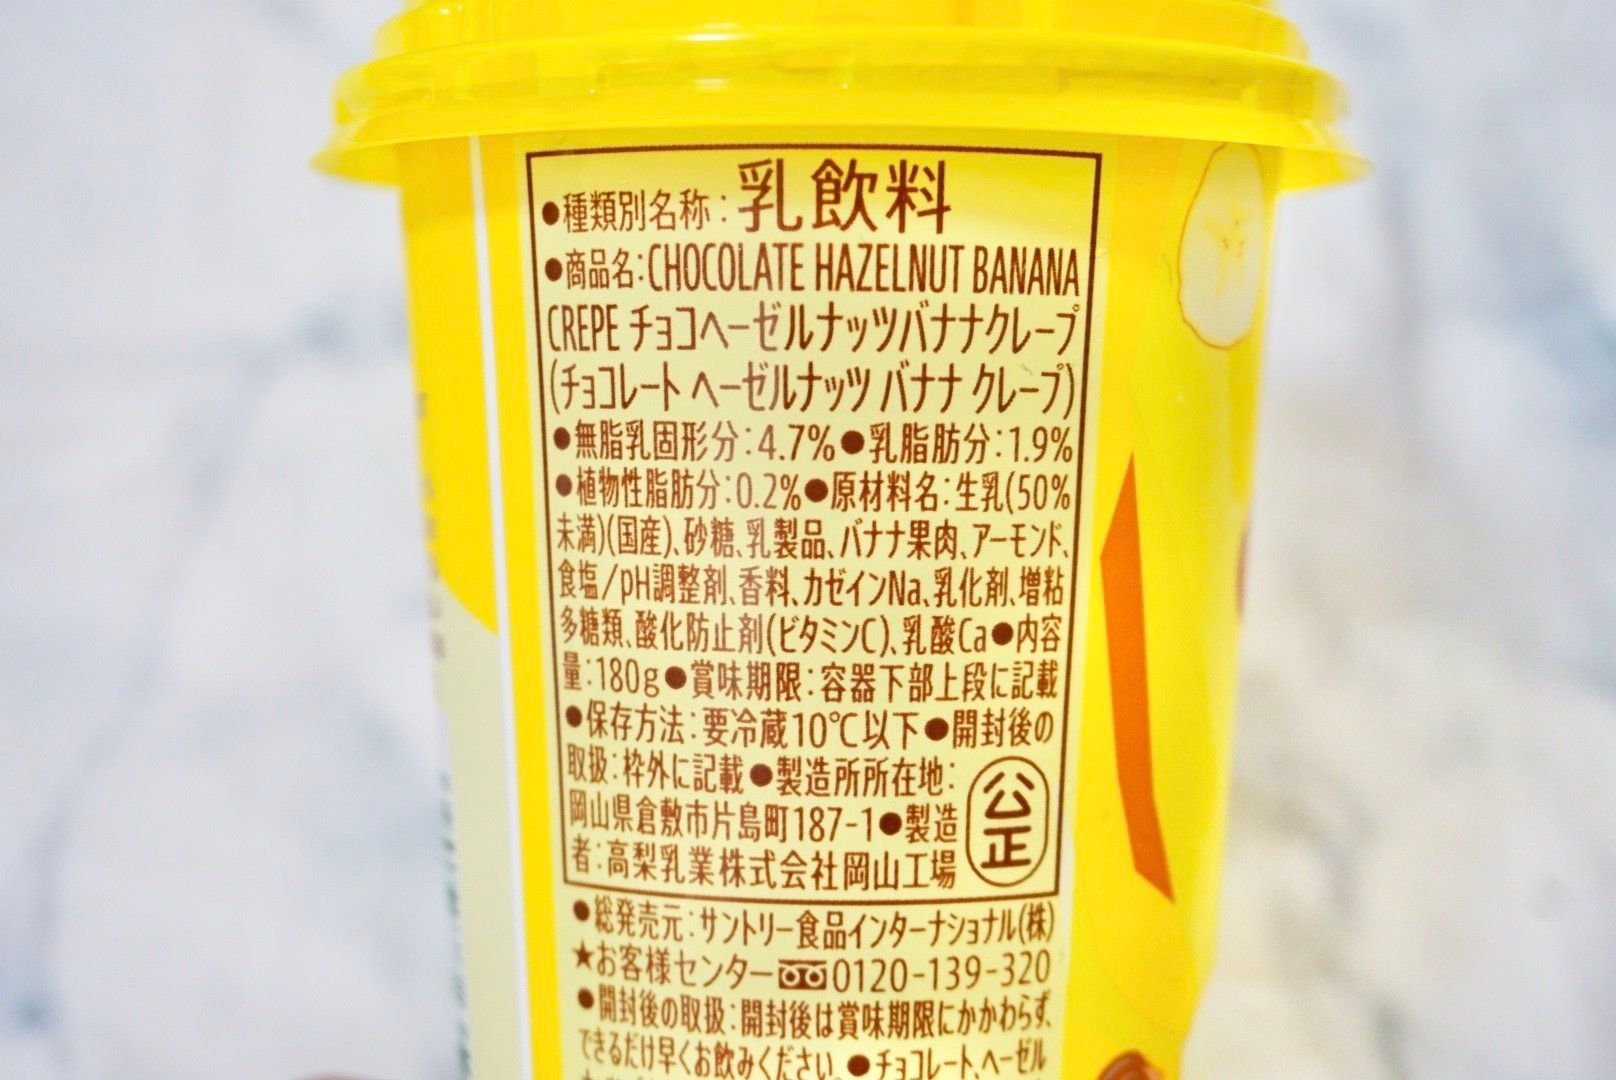 ●種類別名称:乳飲料
●商品名:CHOCOLATE HAZELNUT BANANA
CREPE チョコヘーゼルナッツバナナクレープ
(チョコレート ヘーゼルナッツ バナナ クレープ)
●無脂乳固形分:4.7%●乳脂肪分:1.9%
●植物性脂肪分:0.2%●原材料名:生乳(50%
未満)(国産)、砂糖、乳製品、バナナ果肉、アーモンド、
食塩/pH調整剤、香料、カゼインNa、乳化剤、増粘
多糖類、酸化防止剤(ビタミンC)、乳酸Ca●内容
量:180g●賞味期限:容器下部上段に記載
●保存方法:要冷蔵10℃以下●開封後の
取扱:枠外に記載●製造所所在地:
岡山県倉敷市片島町187-1●製造
者:高梨乳業株式会社岡山工場
公正
●総発売元:サントリー食品インターナショナル(株)
★お客様センター0120-139-320
●開封後の取扱:開封後は賞味期限にかかわらず、
できるだけ早くお飲みください。●チョコレート、ヘーゼル